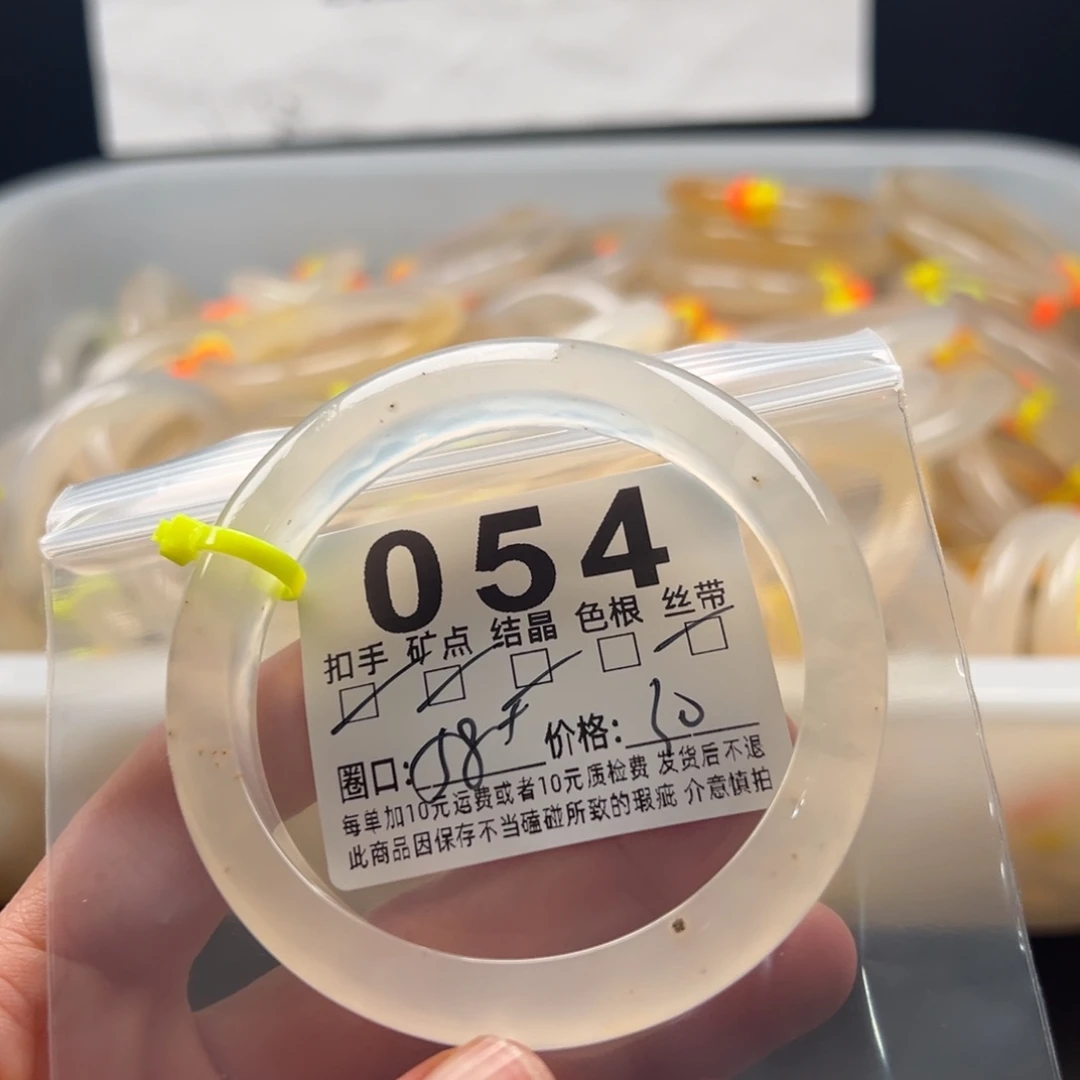 054
扣手 矿点 结晶 色根 丝带
圈口: 58 价格: 10
每单加10元运费或者10元质检费 发货后不退
此商品因保存不当磕碰所致的瑕疵 介意慎拍